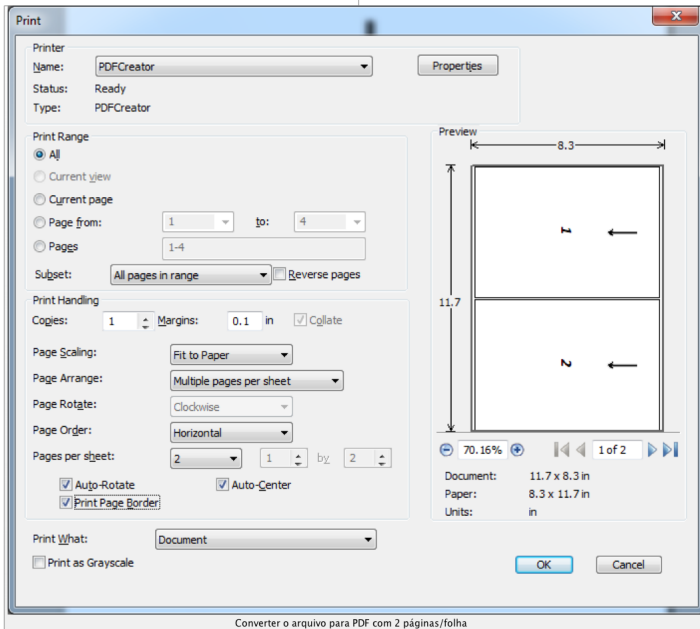 Print
Printer
Name: PDFCreator Properties
Status: Ready
Type: PDFCreator
Print Range
All
Current view
Current page
Page from: 1 to: 4
Pages 1-4
Subset: All pages in range Reverse pages
Print Handling
Copies: 1 Margins: 0.1 in Collate
Page Scaling: Fit to Paper
Page Arrange: Multiple pages per sheet
Page Rotate: Clockwise
Page Order: Horizontal
Pages per sheet: 2 1 by 2
Auto-Rotate Auto-Center
Print Page Border
Print What: Document
Print as Grayscale
Preview
8.3
11.7
1
2
70.16% 1 of 2
Document: 11.7 x 8.3 in
Paper: 8.3 x 11.7 in
Units: in
OK Cancel
Converter o arquivo para PDF com 2 páginas/folha